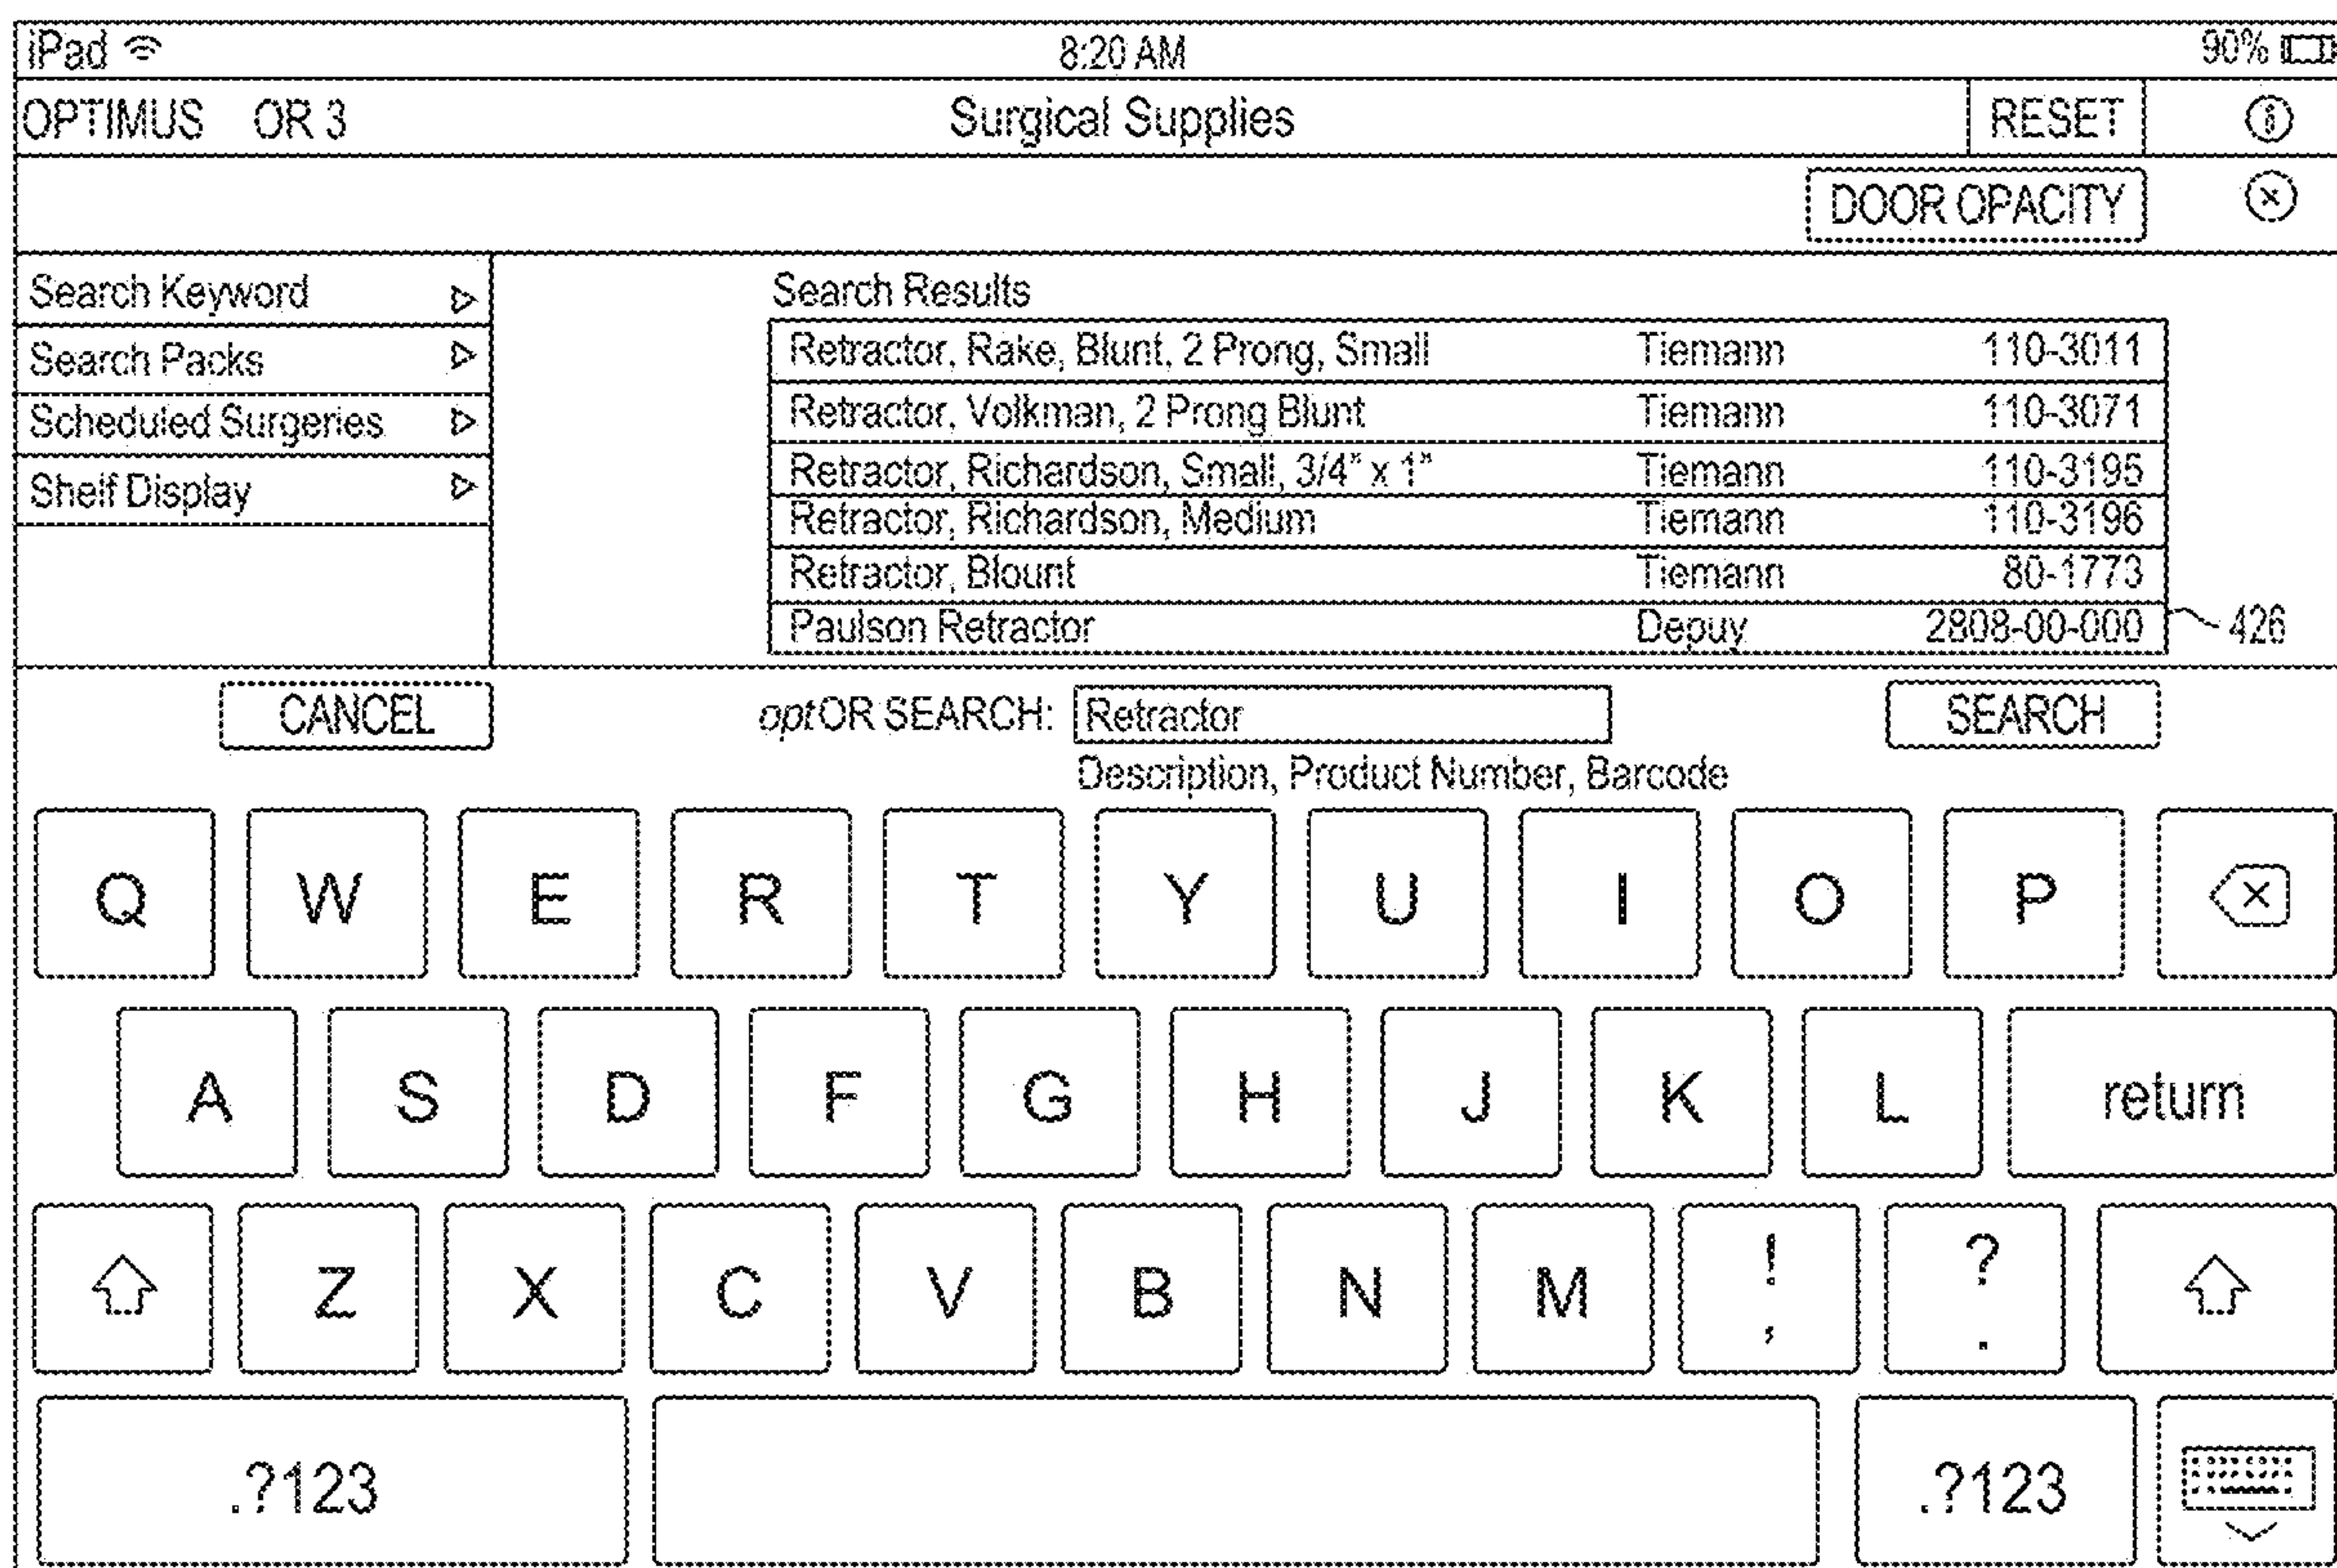 iPad 8:20 AM 90%
OPTIMUS OR 3 Surgical Supplies RESET i
DOOR OPACITY ×
Search Keyword
Search Packs
Scheduled Surgeries
Shelf Display
Search Results
Retractor, Rake, Blunt, 2 Prong, Small Tiemann 110-3011
Retractor, Volkman, 2 Prong Blunt Tiemann 110-3071
Retractor, Richardson, Small, 3/4" x 1" Tiemann 110-3195
Retractor, Richardson, Medium Tiemann 110-3196
Retractor, Blount Tiemann 80-1773
Paulson Retractor Depuy 2808-00-000 426
CANCEL optOR SEARCH: Retractor SEARCH
Description, Product Number, Barcode
Q W E R T Y U I O P
A S D F G H J K L return
Z X C V B N M ! , ? .
.?123 .?123